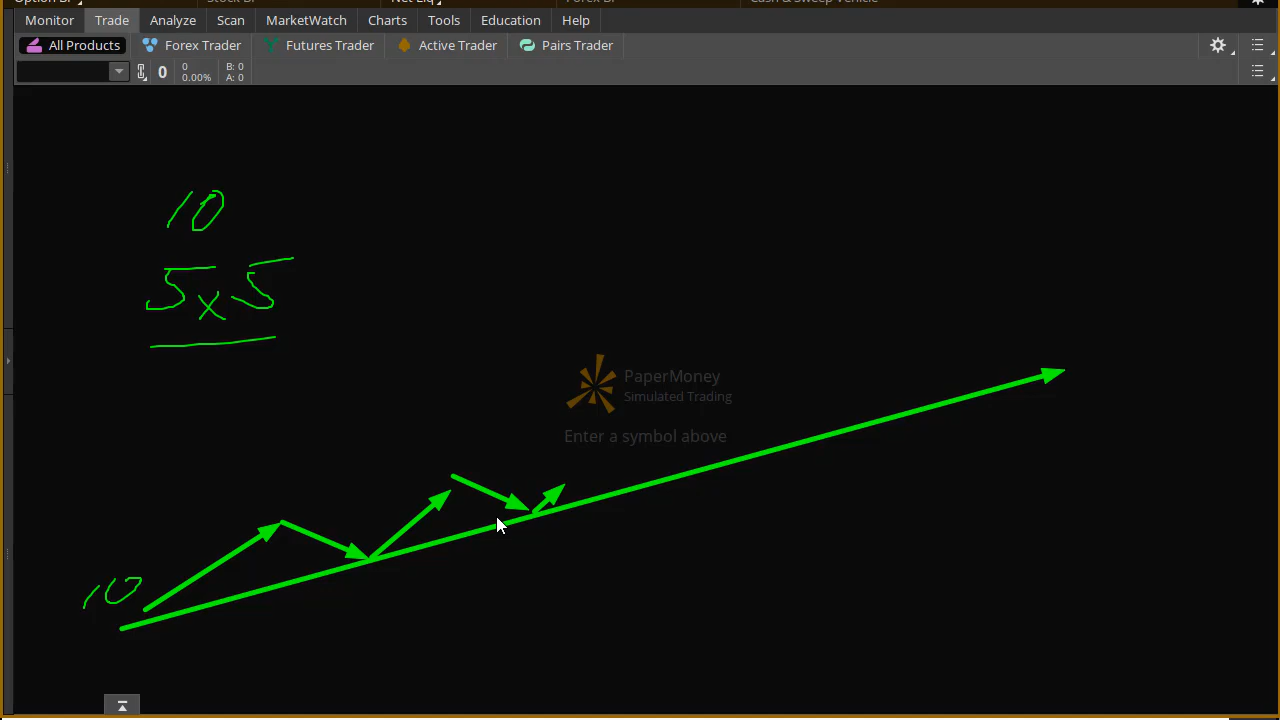 Monitor Trade Analyze Scan MarketWatch Charts Tools Education Help
All Products Forex Trader Futures Trader Active Trader Pairs Trader
0 0 B: 0
0.00% A: 0
10
5x5
PaperMoney
Simulated Trading
Enter a symbol above
10